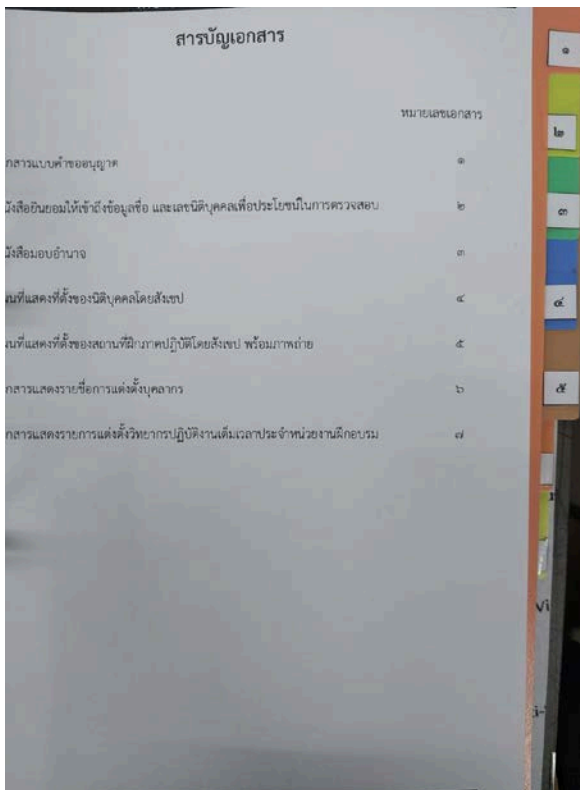 สารบัญเอกสาร
หมายเลขเอกสาร
กสารแบบคำขออนุญาต ๑
นังสือยินยอมให้เข้าถึงข้อมูลชื่อ และเลขนิติบุคคลเพื่อประโยชน์ในการตรวจสอบ ๒
นังสือมอบอำนาจ ๓
ผนที่แสดงที่ตั้งของนิติบุคคลโดยสังเขป ๔
ผนที่แสดงที่ตั้งของสถานที่ฝึกภาคปฏิบัติโดยสังเขป พร้อมภาพถ่าย ๕
กสารแสดงรายชื่อการแต่งตั้งบุคลากร ๖
กสารแสดงรายการแต่งตั้งวิทยากรปฏิบัติงานเต็มเวลาประจำหน่วยงานฝึกอบรม ๗
๑
๒
๓
๔
๕